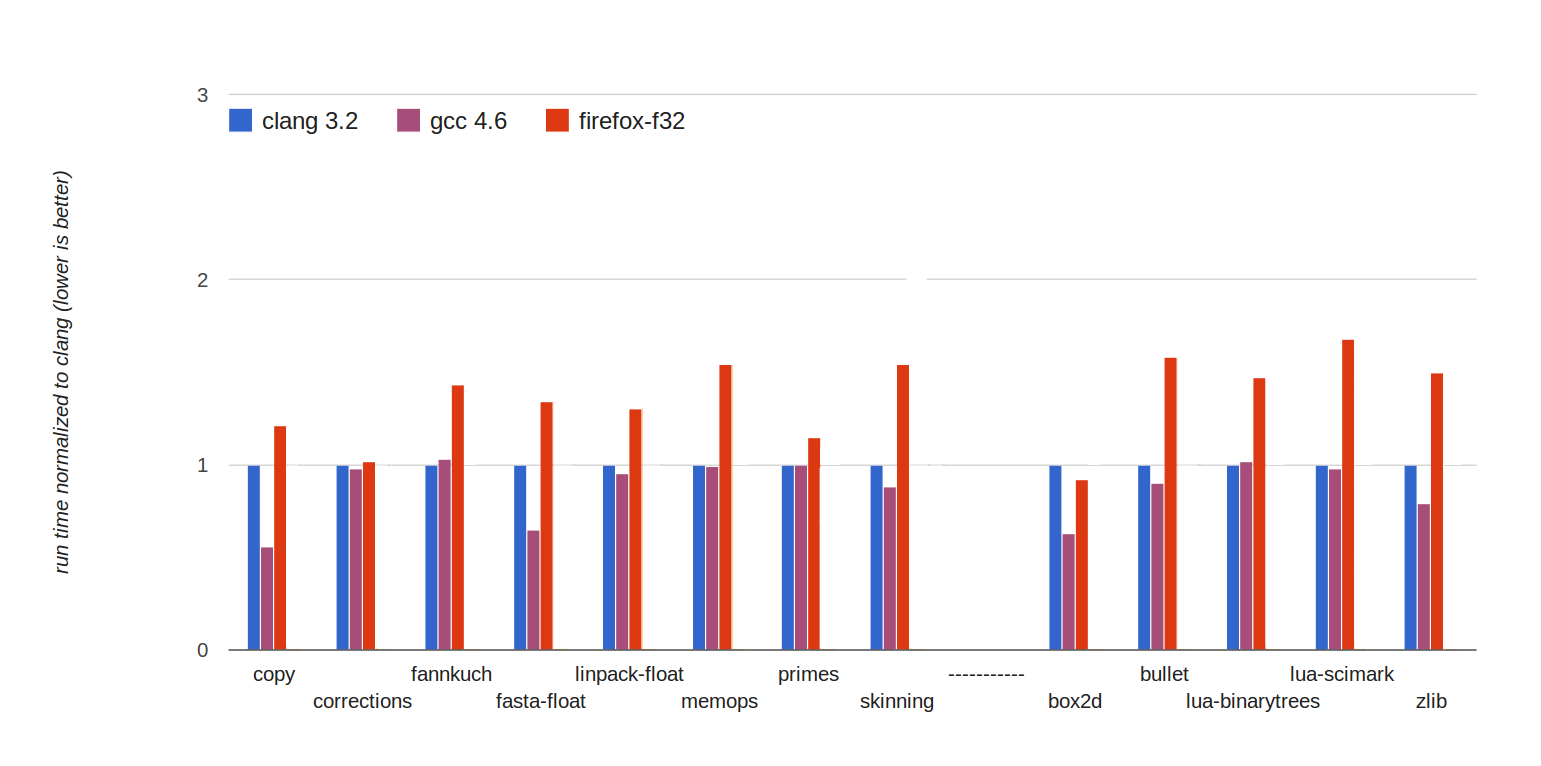 3
clang 3.2 gcc 4.6 firefox-f32
run time normalized to clang (lower is better)
2
1
0
copy fannkuch linpack-float primes ----------- bullet lua-scimark
corrections fasta-float memops skinning box2d lua-binarytrees zlib